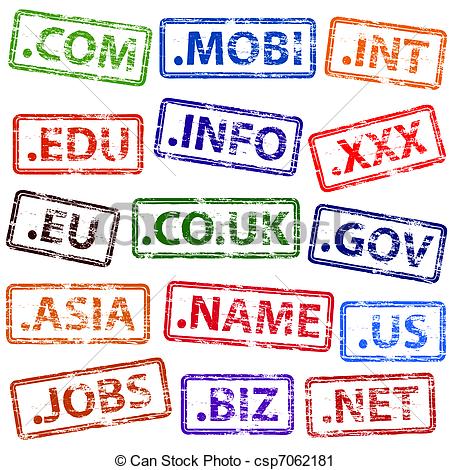 .COM
.MOBI
.INT
.EDU
.INFO
.XXX
.EU
.CO.UK
.GOV
.ASIA
.NAME
.US
.JOBS
.BIZ
.NET
© Can Stock Photo - csp7062181